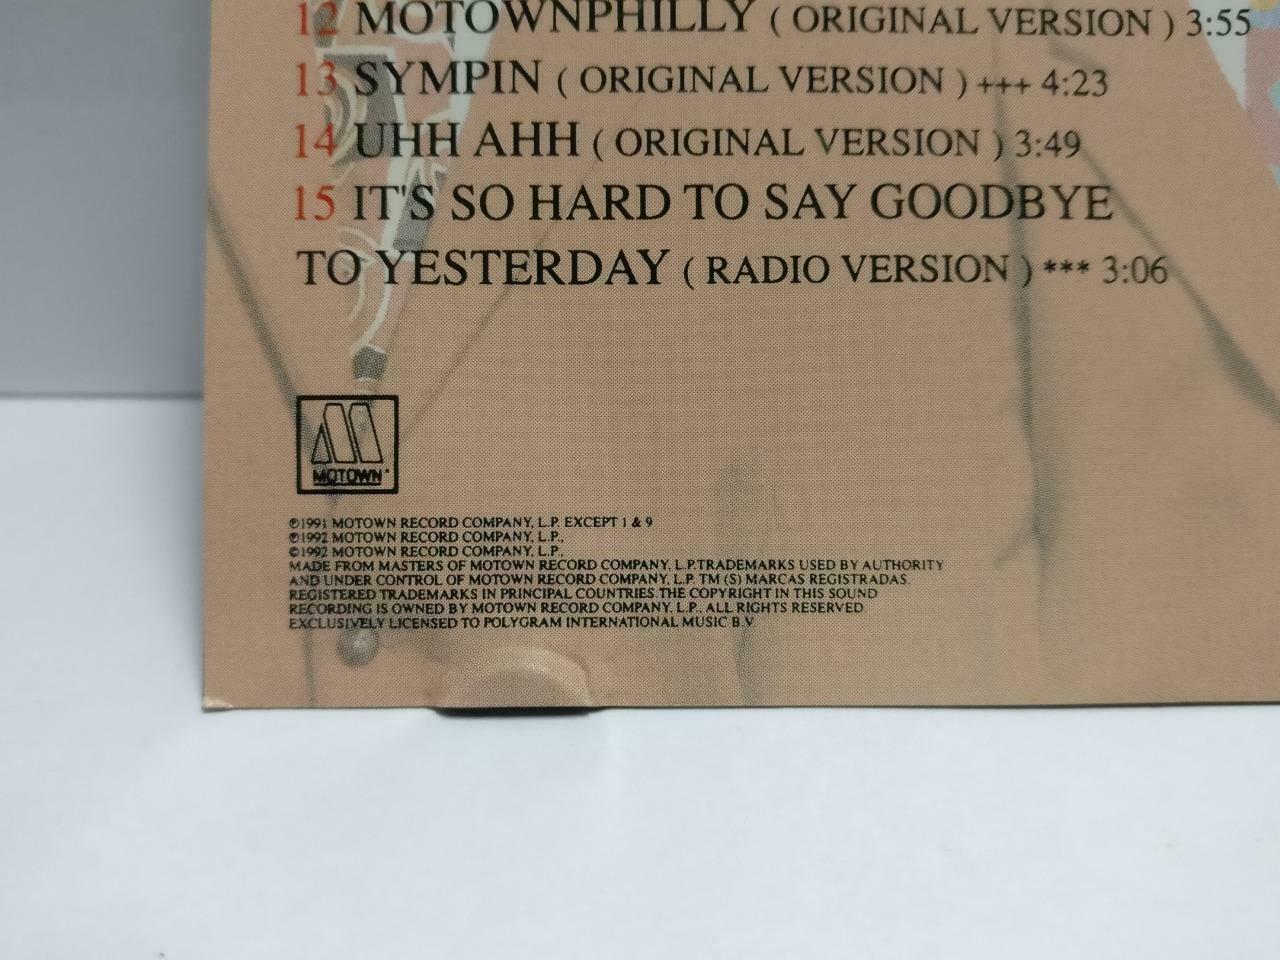 12 MOTOWNPHILLY ( ORIGINAL VERSION ) 3:55
13 SYMPIN ( ORIGINAL VERSION ) +++ 4:23
14 UHH AHH ( ORIGINAL VERSION ) 3:49
15 IT'S SO HARD TO SAY GOODBYE
TO YESTERDAY ( RADIO VERSION ) *** 3:06
MOTOWN
℗1991 MOTOWN RECORD COMPANY, L.P. EXCEPT 1 & 9
℗1992 MOTOWN RECORD COMPANY, L.P.,
©1992 MOTOWN RECORD COMPANY, L.P.,
MADE FROM MASTERS OF MOTOWN RECORD COMPANY, L.P.TRADEMARKS USED BY AUTHORITY
AND UNDER CONTROL OF MOTOWN RECORD COMPANY, L.P. TM (S) MARCAS REGISTRADAS.
REGISTERED TRADEMARKS IN PRINCIPAL COUNTRIES.THE COPYRIGHT IN THIS SOUND
RECORDING IS OWNED BY MOTOWN RECORD COMPANY, L.P.. ALL RIGHTS RESERVED
EXCLUSIVELY LICENSED TO POLYGRAM INTERNATIONAL MUSIC B.V.